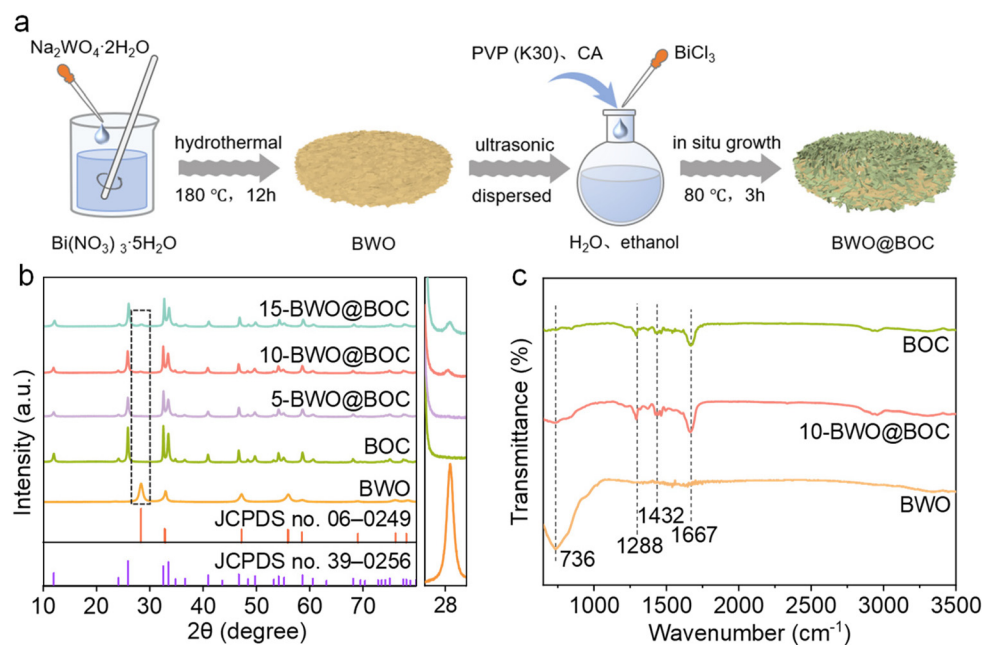 a
Na₂WO₄·2H₂O
PVP (K30)、CA
BiCl₃
hydrothermal
ultrasonic
in situ growth
180 ℃，12h
dispersed
80 ℃，3h
Bi(NO₃) ₃·5H₂O
BWO
H₂O、ethanol
BWO@BOC
b
15-BWO@BOC
10-BWO@BOC
5-BWO@BOC
BOC
BWO
JCPDS no. 06–0249
JCPDS no. 39–0256
Intensity (a.u.)
10 20 30 40 50 60 70
28
2θ (degree)
c
BOC
10-BWO@BOC
BWO
736
1288
1432
1667
Transmittance (%)
1000 1500 2000 2500 3000 3500
Wavenumber (cm⁻¹)